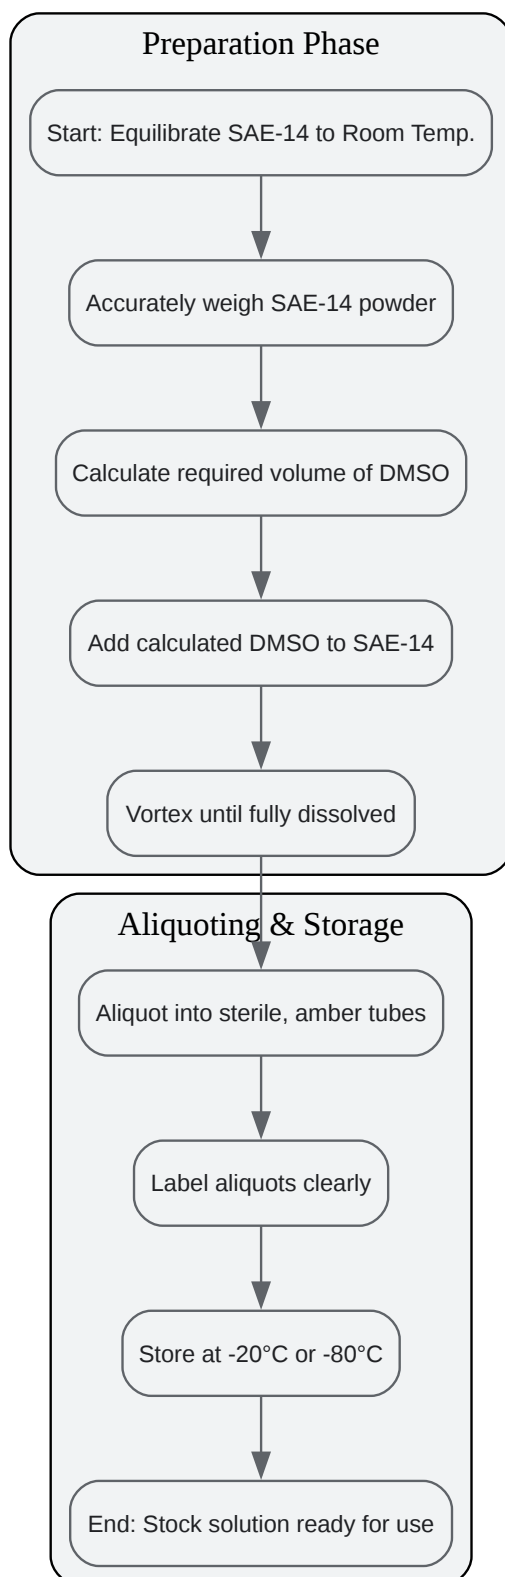 Preparation Phase
Start: Equilibrate SAE-14 to Room Temp.
Accurately weigh SAE-14 powder
Calculate required volume of DMSO
Add calculated DMSO to SAE-14
Vortex until fully dissolved
Aliquoting & Storage
Aliquot into sterile, amber tubes
Label aliquots clearly
Store at -20°C or -80°C
End: Stock solution ready for use